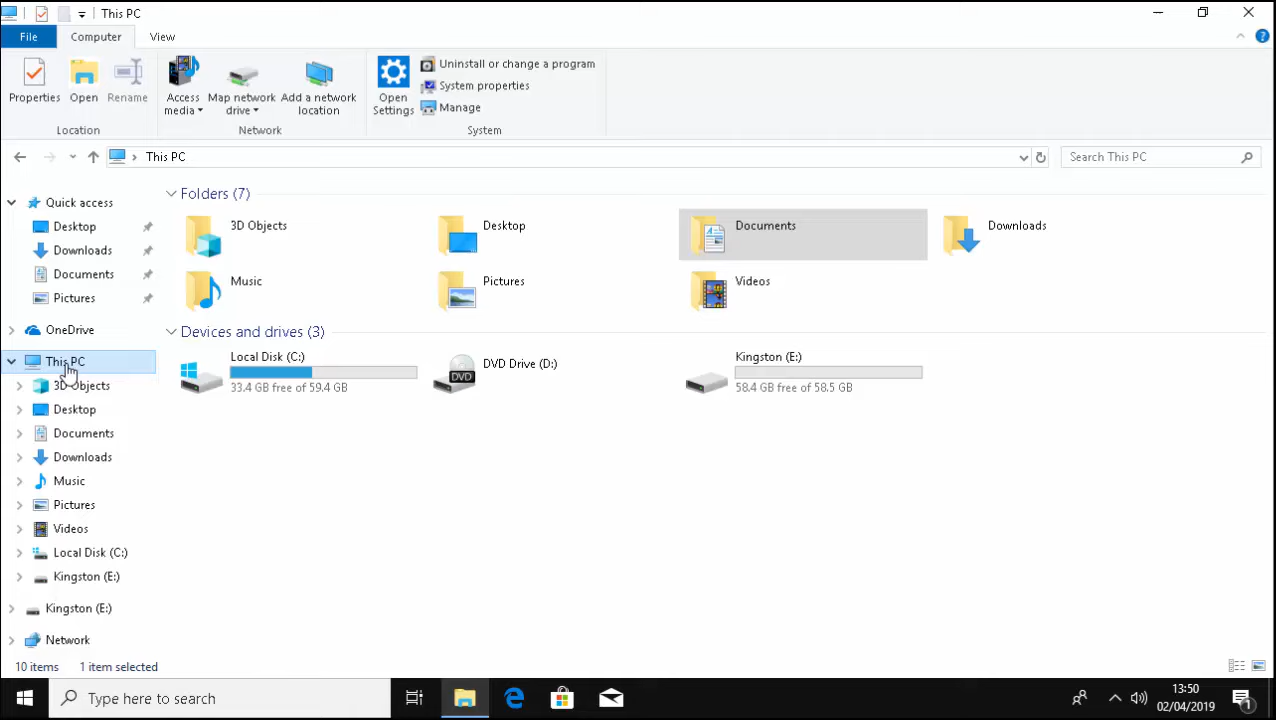 This PC
File Computer View
Properties Open Rename Access media Map network drive Add a network location Open Settings Uninstall or change a program
System properties
Manage
Location Network System
This PC Search This PC
Quick access
Desktop
Downloads
Documents
Pictures
OneDrive
This PC
3D Objects
Desktop
Documents
Downloads
Music
Pictures
Videos
Local Disk (C:)
Kingston (E:)
Kingston (E:)
Network
Folders (7)
3D Objects Desktop Documents Downloads
Music Pictures Videos
Devices and drives (3)
Local Disk (C:) DVD Drive (D:) Kingston (E:)
DVD
33.4 GB free of 59.4 GB 58.4 GB free of 58.5 GB
10 items 1 item selected
Type here to search 13:50
02/04/2019
1